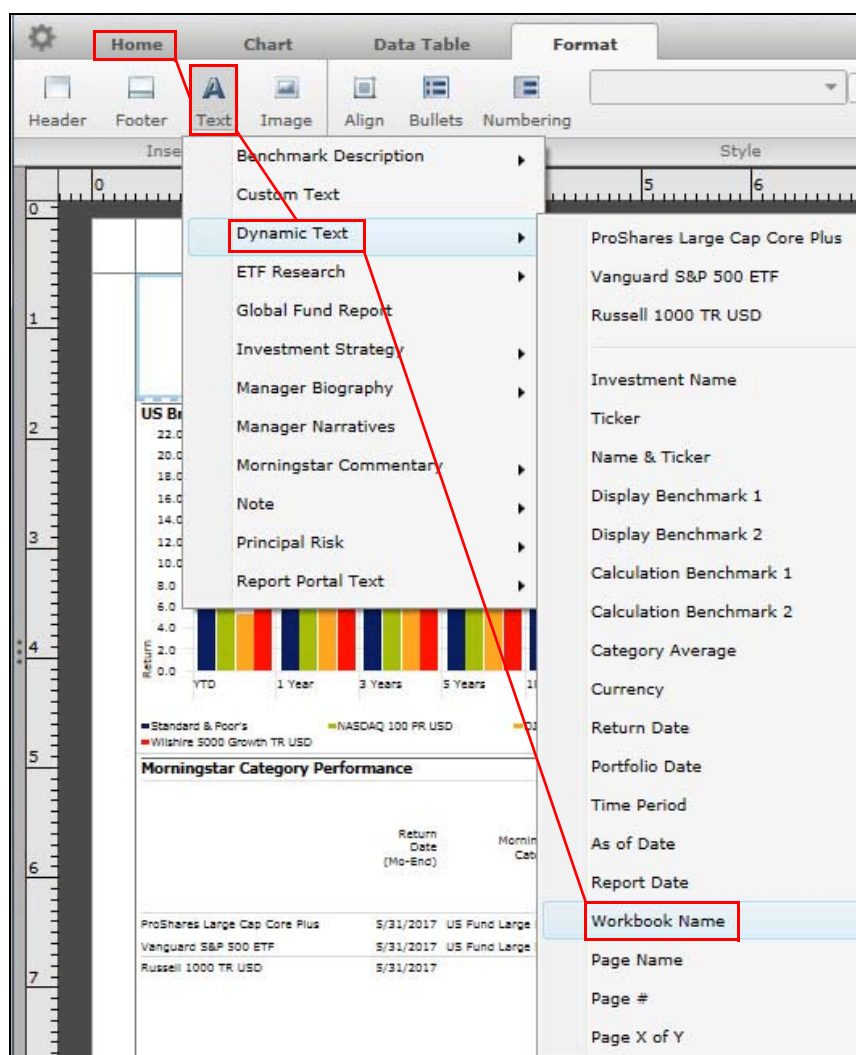 Home Chart Data Table Format
Header Footer Text Image Align Bullets Numbering
Inse Style
0 5 6
0
1
2
3
4
5
6
7
Benchmark Description
Custom Text
Dynamic Text
ETF Research
Global Fund Report
Investment Strategy
Manager Biography
Manager Narratives
Morningstar Commentary
Note
Principal Risk
Report Portal Text
ProShares Large Cap Core Plus
Vanguard S&P 500 ETF
Russell 1000 TR USD
Investment Name
Ticker
Name & Ticker
Display Benchmark 1
Display Benchmark 2
Calculation Benchmark 1
Calculation Benchmark 2
Category Average
Currency
Return Date
Portfolio Date
Time Period
As of Date
Report Date
Workbook Name
Page Name
Page #
Page X of Y
US Br
22.0
20.0
18.0
16.0
14.0
12.0
10.0
8.0
6.0
4.0
2.0
0.0
Return
YTD 1 Year 3 Years 5 Years 1
Standard & Poor's NASDAQ 100 PR USD DJ
Wilshire 5000 Growth TR USD
Morningstar Category Performance
Return
Date
(Mo-End)
Mornin
Cate
ProShares Large Cap Core Plus 5/31/2017 US Fund Large
Vanguard S&P 500 ETF 5/31/2017 US Fund Large
Russell 1000 TR USD 5/31/2017